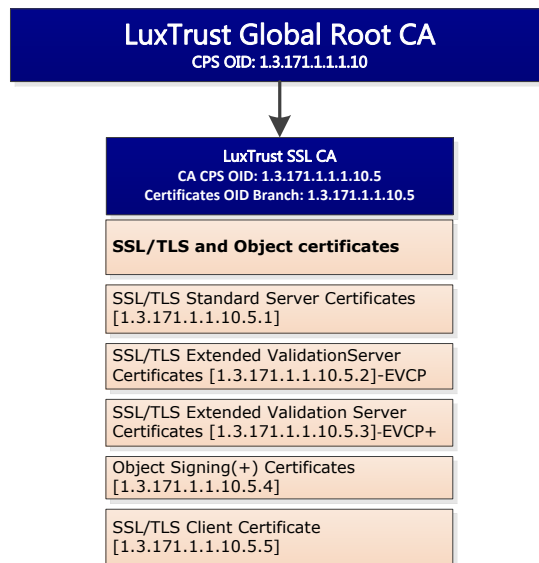 LuxTrust Global Root CA
CPS OID: 1.3.171.1.1.1.10
LuxTrust SSL CA
CA CPS OID: 1.3.171.1.1.1.10.5
Certificates OID Branch: 1.3.171.1.1.10.5
SSL/TLS and Object certificates
SSL/TLS Standard Server Certificates
[1.3.171.1.1.10.5.1]
SSL/TLS Extended ValidationServer
Certificates [1.3.171.1.1.10.5.2]-EVCP
SSL/TLS Extended Validation Server
Certificates [1.3.171.1.1.10.5.3]-EVCP+
Object Signing(+) Certificates
[1.3.171.1.1.10.5.4]
SSL/TLS Client Certificate
[1.3.171.1.1.10.5.5]